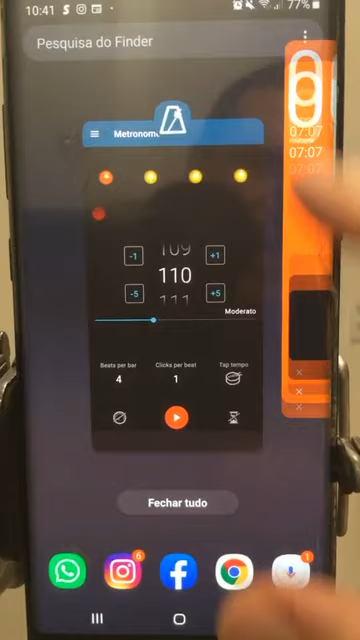 10:41
77%
Pesquisa do Finder
Metronom
07:07
07:07
07:07
109
-1
+1
110
-5
+5
111
Moderato
Beats per bar
Clicks per beat
Tap tempo
4
1
Fechar tudo
6
1